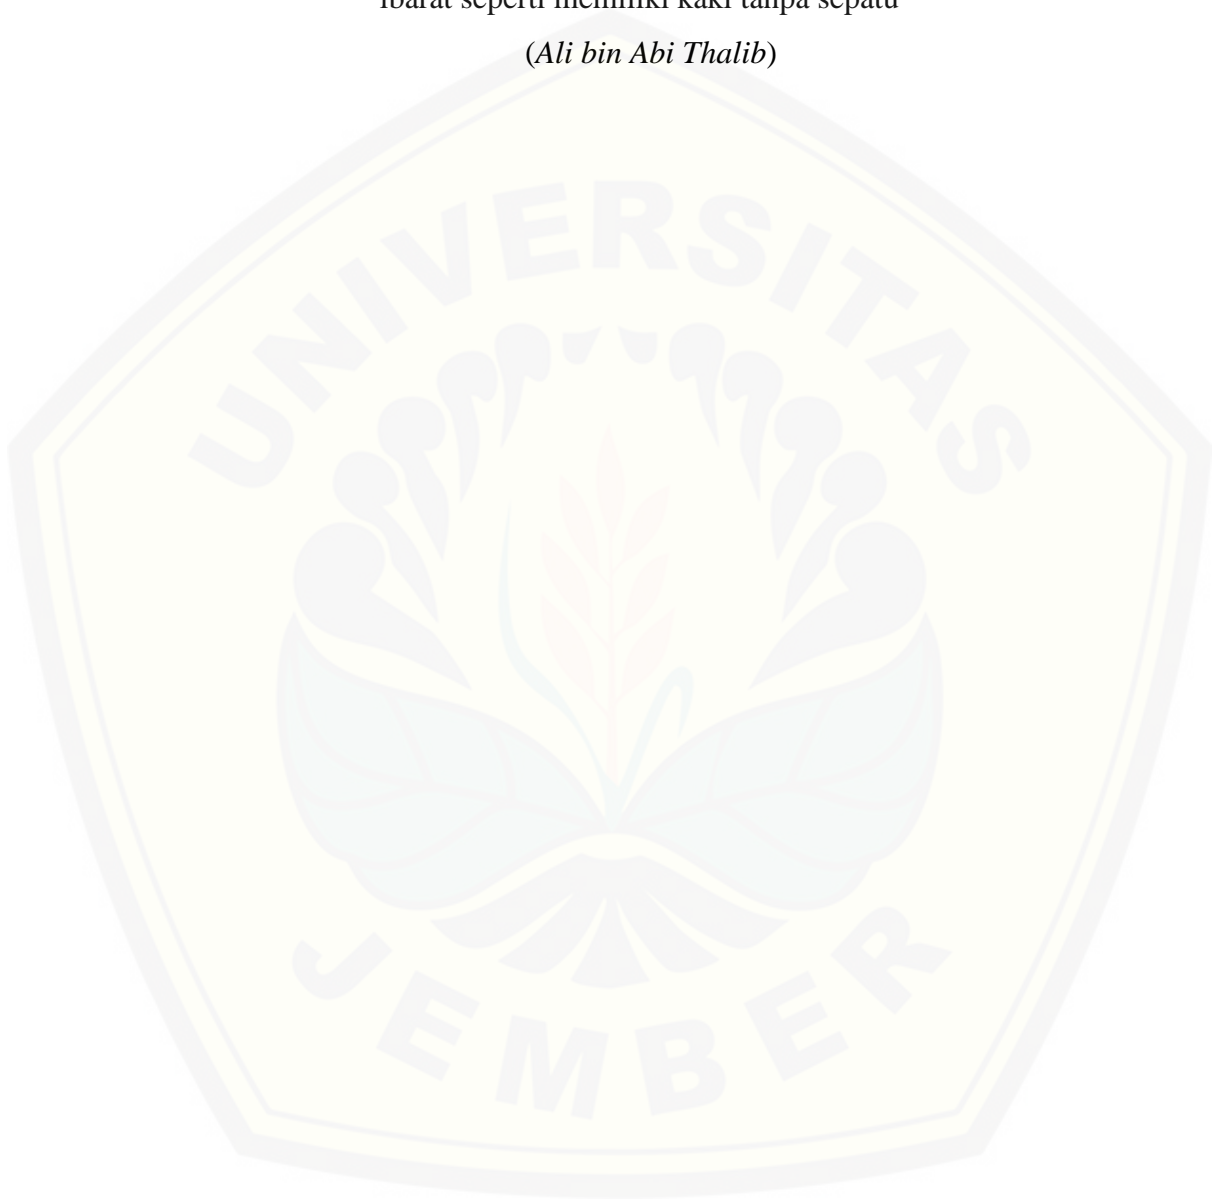 Ibarat seperti memiliki kaki tanpa sepatu
(Ali bin Abi Thalib)
UNIVERSITAS
JEMBER